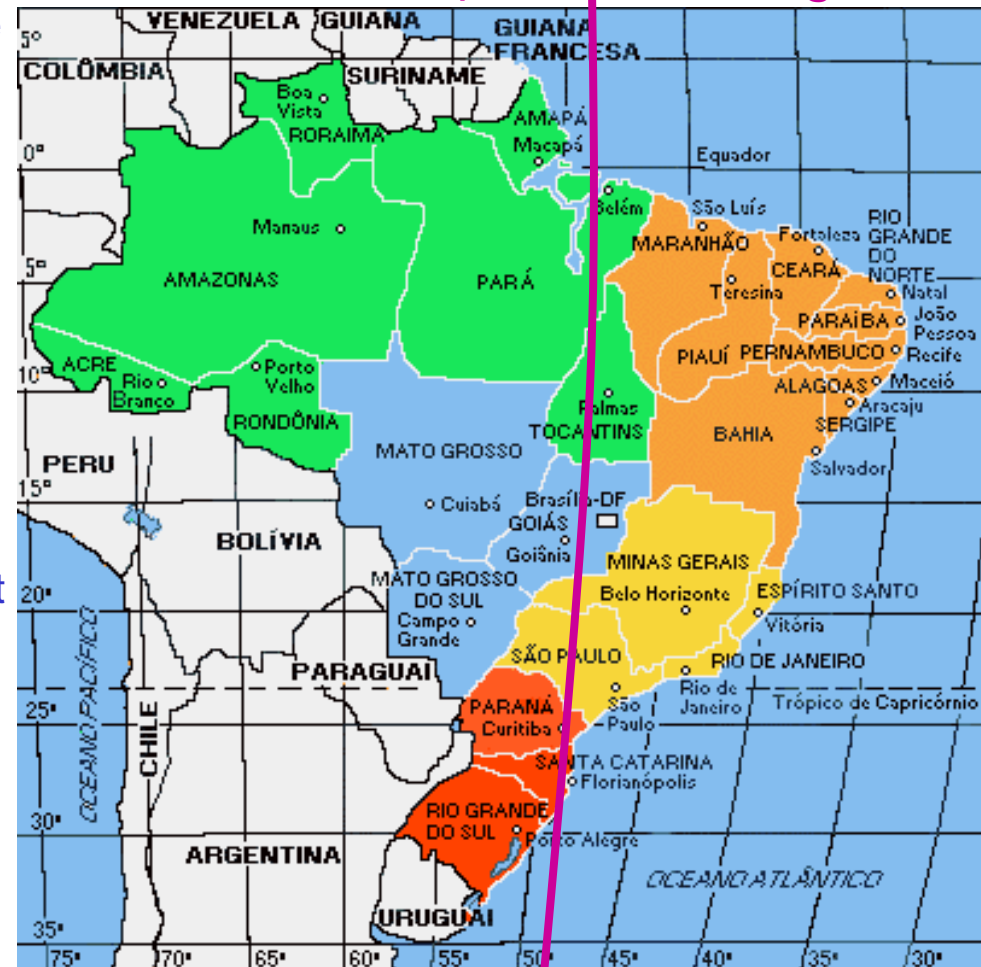 VENEZUELA
GUIANA
GUIANA
FRANCESA
5°
COLÔMBIA
SURINAME
Boa
Vista
RORAIMA
AMAPÁ
Macapá
0°
Equador
Belém
São Luís
Manaus
MARANHÃO
Fortaleza
RIO
GRANDE
DO
NORTE
5°
AMAZONAS
PARÁ
CEARÁ
Teresina
Natal
PARAÍBA
João
Pessoa
PIAUÍ
PERNAMBUCO
Recife
ACRE
Rio
Branco
Porto
Velho
10°
ALAGOAS
Maceió
Palmas
Aracaju
RONDÔNIA
TOCANTINS
SERGIPE
BAHIA
MATO GROSSO
PERU
Salvador
15°
Cuiabá
Brasília-DF
GOIÁS
BOLÍVIA
Goiânia
MINAS GERAIS
MATO GROSSO
DO SUL
t
20°
Belo Horizonte
ESPÍRITO SANTO
Campo
Grande
Vitória
OCEANO PACÍFICO
SÃO PAULO
RIO DE JANEIRO
PARAGUAI
Rio de
Janeiro
São
Paulo
Trópico de Capricórnio
25°
CHILE
PARANÁ
Curitiba
SANTA CATARINA
Florianópolis
RIO GRANDE
DO SUL
30°
Porto Alegre
ARGENTINA
OCEANO ATLÂNTICO
URUGUAI
35°
75° 70° 65° 60° 55° 50° 45° 40° 35° 30°